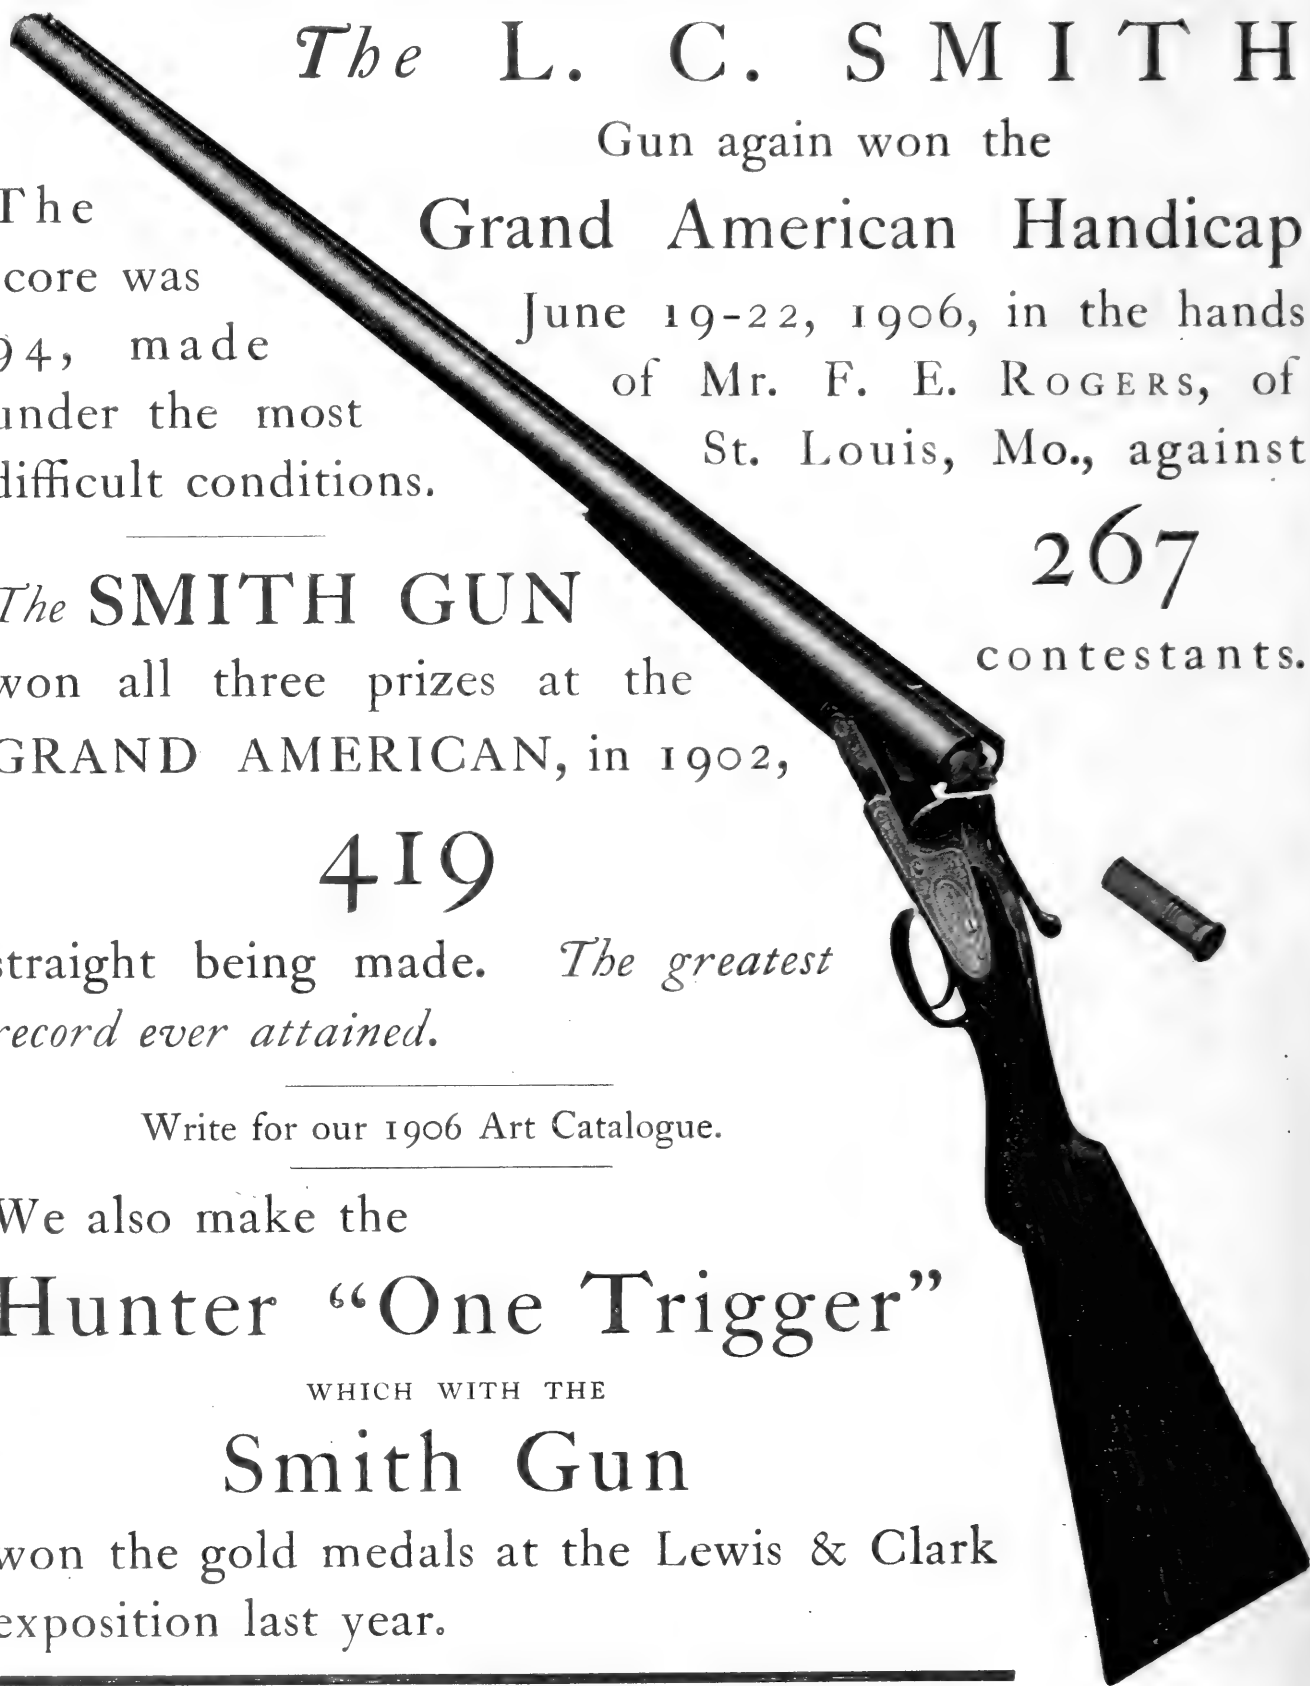 The L. C. SMITH
Gun again won the
Grand American Handicap
June 19-22, 1906, in the hands
of Mr. F. E. ROGERS, of
St. Louis, Mo., against
267
contestants.
The
score was
94, made
under the most
difficult conditions.
The SMITH GUN
won all three prizes at the
GRAND AMERICAN, in 1902,
419
straight being made. The greatest
record ever attained.
Write for our 1906 Art Catalogue.
We also make the
Hunter “One Trigger”
WHICH WITH THE
Smith Gun
won the gold medals at the Lewis & Clark
exposition last year.